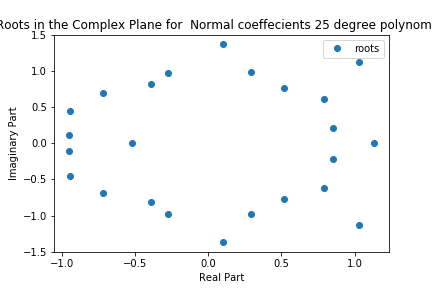 Roots in the Complex Plane for Normal coeffecients 25 degree polynom
roots
Imaginary Part
1.5
1.0
0.5
0.0
−0.5
−1.0
−1.5
−1.0 −0.5 0.0 0.5 1.0
Real Part